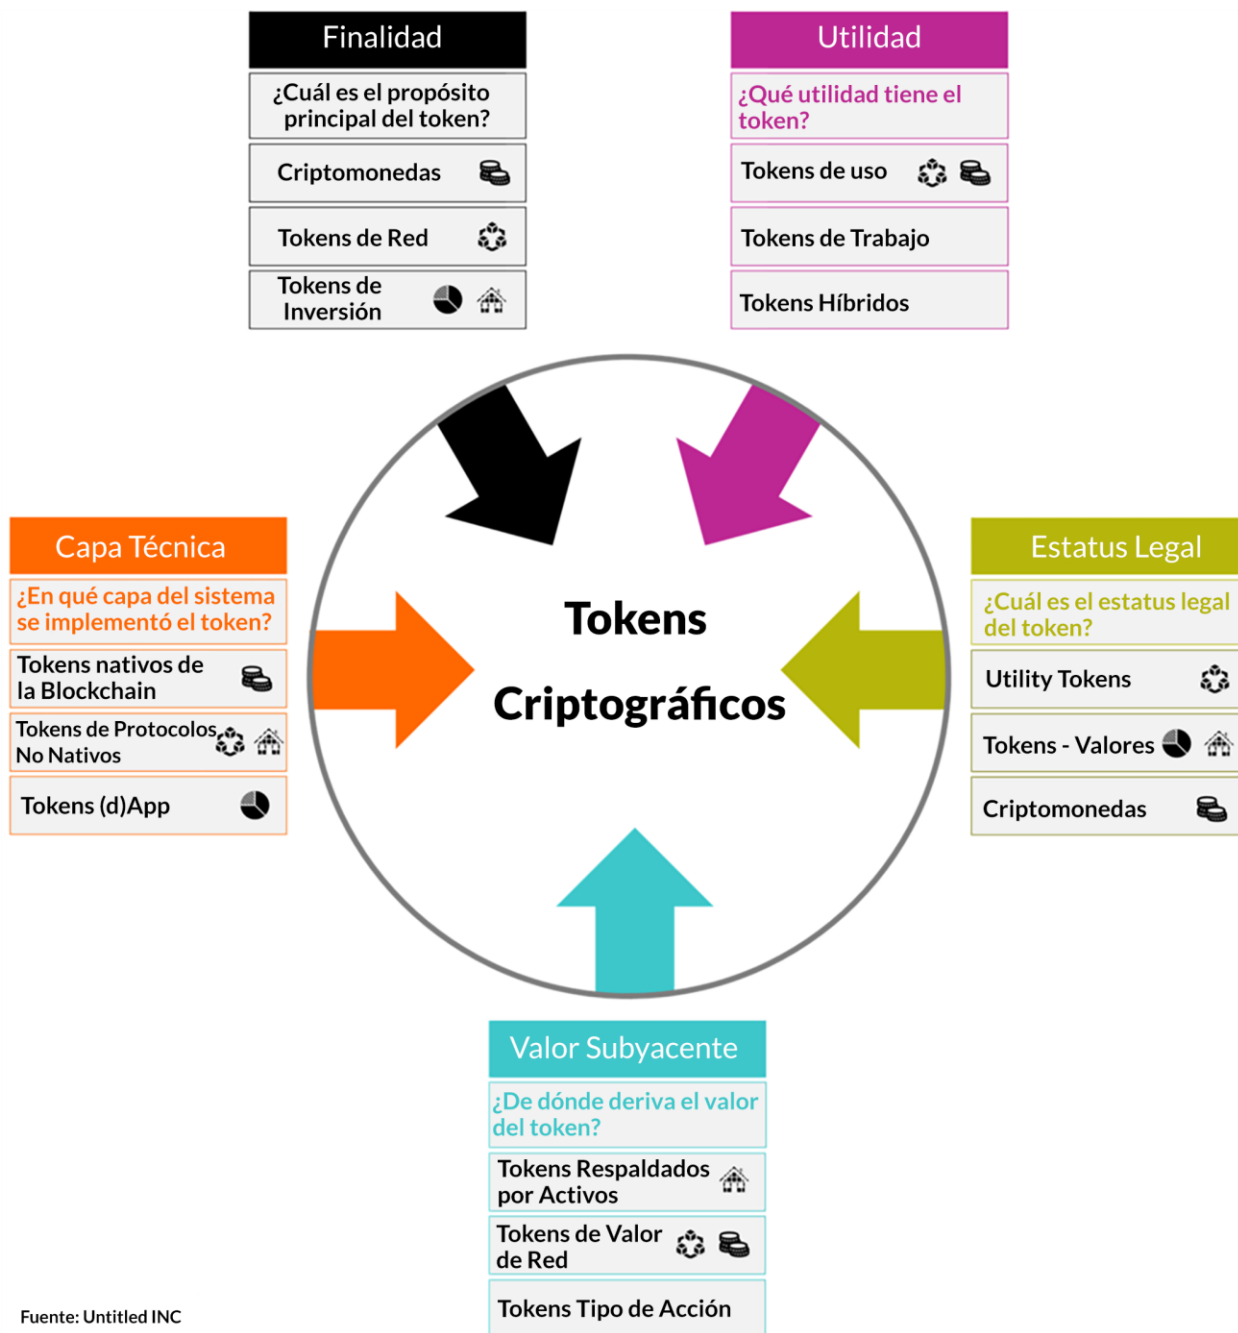 Finalidad
¿Cuál es el propósito
principal del token?
Criptomonedas
Tokens de Red
Tokens de
Inversión
Utilidad
¿Qué utilidad tiene el
token?
Tokens de uso
Tokens de Trabajo
Tokens Híbridos
Capa Técnica
¿En qué capa del sistema
se implementó el token?
Tokens nativos de
la Blockchain
Tokens de Protocolos
No Nativos
Tokens (d)App
Tokens
Criptográficos
Estatus Legal
¿Cuál es el estatus legal
del token?
Utility Tokens
Tokens - Valores
Criptomonedas
Valor Subyacente
¿De dónde deriva el valor
del token?
Tokens Respaldados
por Activos
Tokens de Valor
de Red
Tokens Tipo de Acción
Fuente: Untitled INC